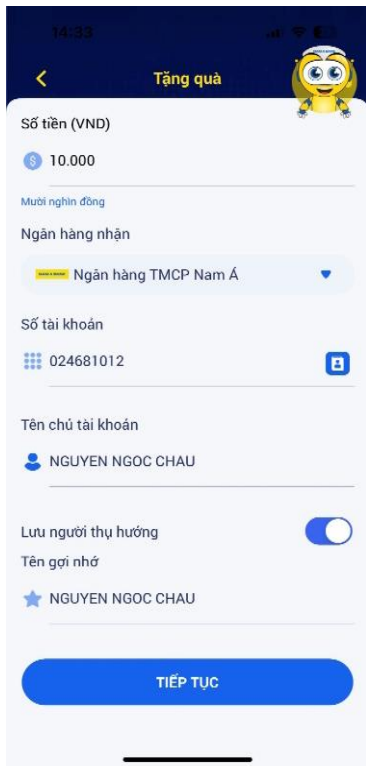 14:33
Tặng quà
Số tiền (VND)
10.000
Mười nghìn đồng
Ngân hàng nhận
Ngân hàng TMCP Nam Á
Số tài khoản
024681012
Tên chủ tài khoản
NGUYEN NGOC CHAU
Lưu người thụ hưởng
Tên gợi nhớ
NGUYEN NGOC CHAU
TIẾP TỤC